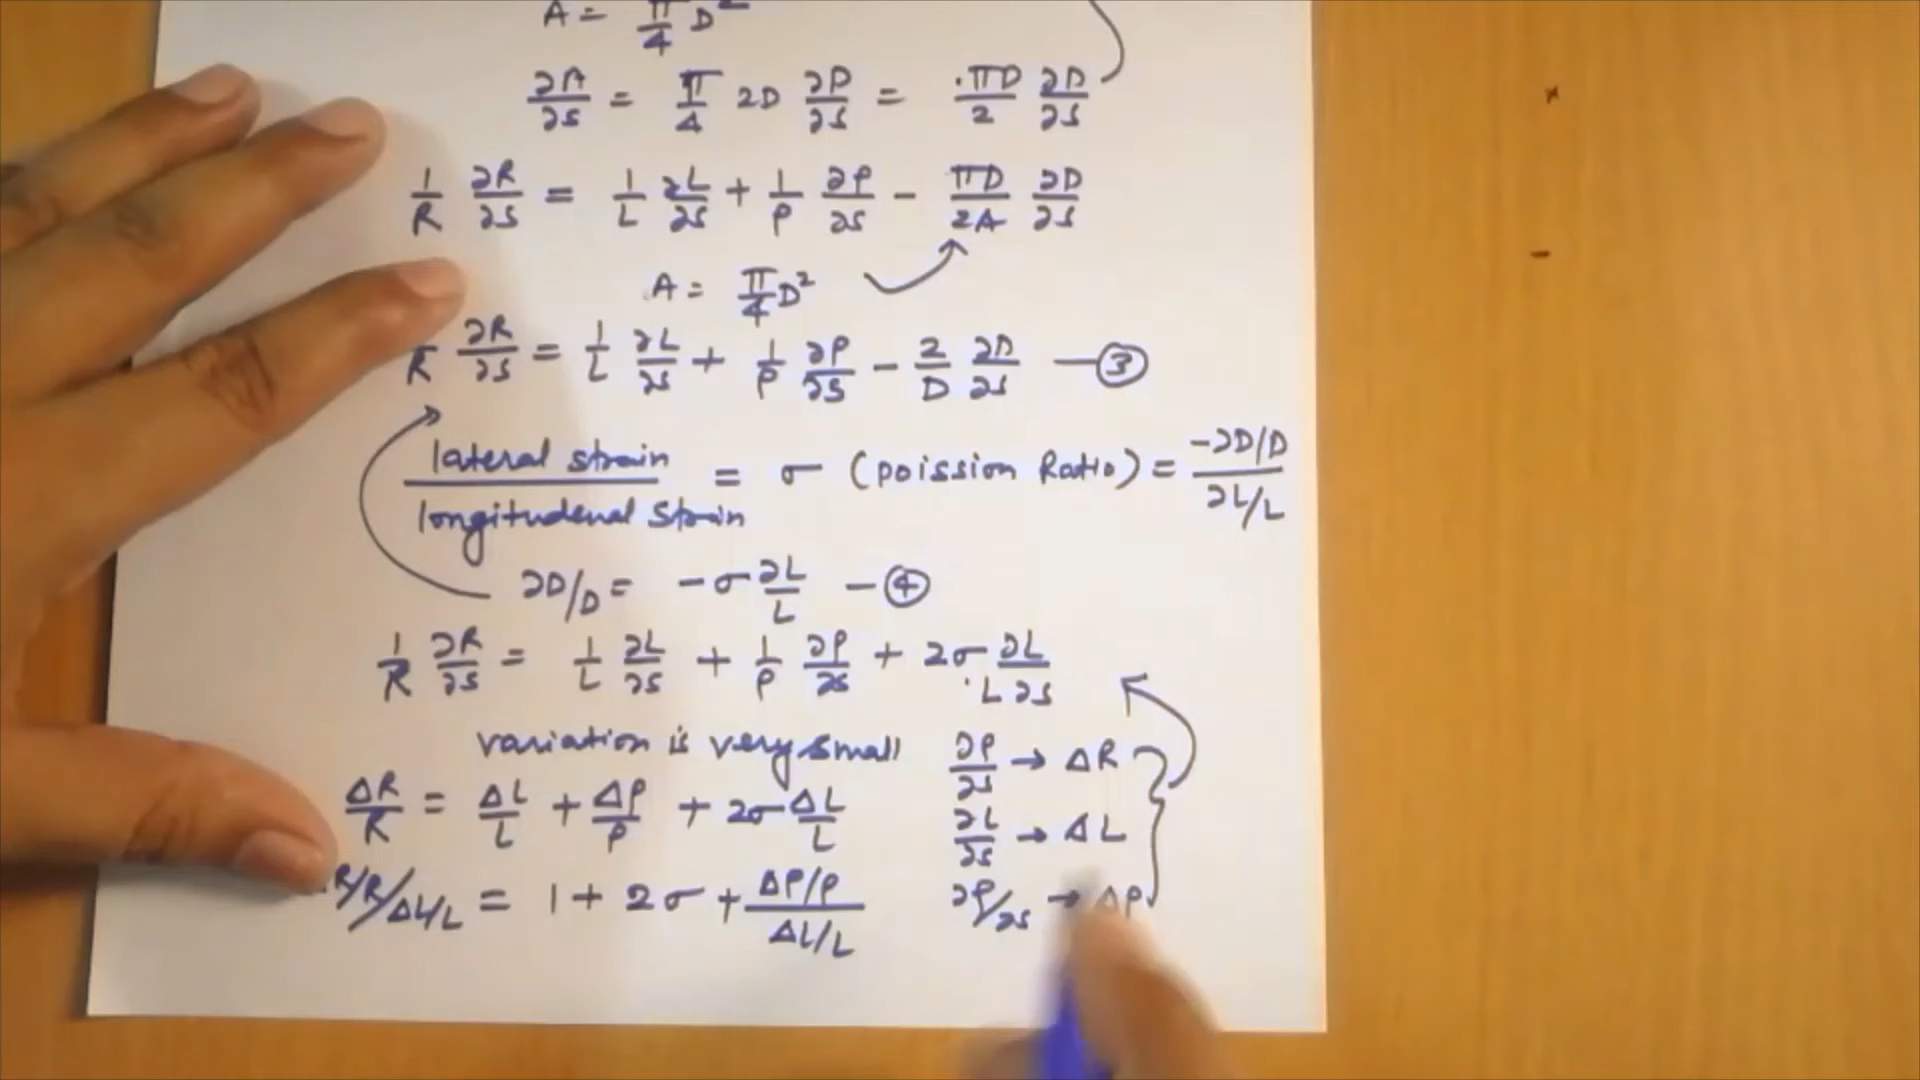 A = π/4 D²
∂A/∂s = π/4 2D ∂D/∂s = πD/2 ∂D/∂s
1/R ∂R/∂s = 1/L ∂L/∂s + 1/ρ ∂ρ/∂s - πD/2A ∂D/∂s
A = π/4 D²
/R ∂R/∂s = 1/L ∂L/∂s + 1/ρ ∂ρ/∂s - 2/D ∂D/∂s — ③
lateral strain / longitudenal strain = σ (poission Ratio) = -∂D/D / ∂L/L
∂D/D = -σ ∂L/L — ④
1/R ∂R/∂s = 1/L ∂L/∂s + 1/ρ ∂ρ/∂s + 2σ ∂L/L∂s
variation is very small
∂ρ/∂s → ΔR
ΔR/R = ΔL/L + Δρ/ρ + 2σ ΔL/L
∂L/∂s → ΔL
R/R/ΔL/L = 1 + 2σ + Δρ/ρ / ΔL/L
∂ρ/∂s → Δρ